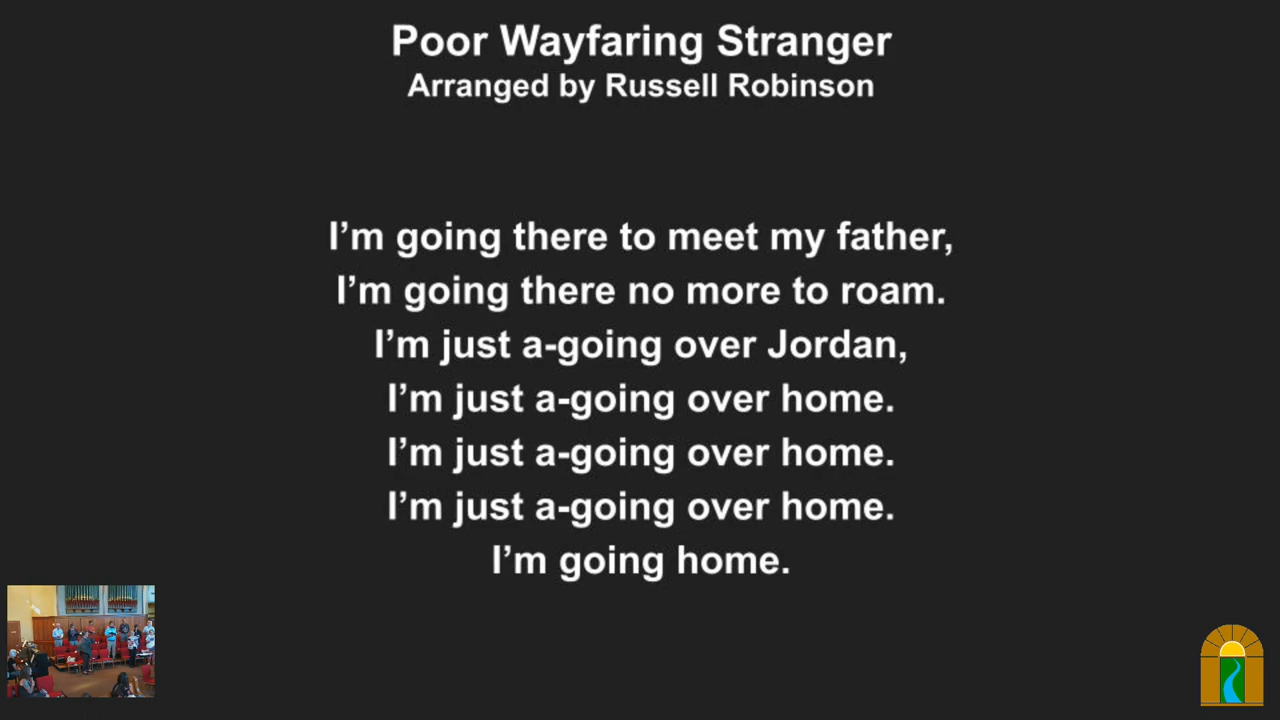 Poor Wayfaring Stranger
Arranged by Russell Robinson
I’m going there to meet my father,
I’m going there no more to roam.
I’m just a-going over Jordan,
I’m just a-going over home.
I’m just a-going over home.
I’m just a-going over home.
I’m going home.